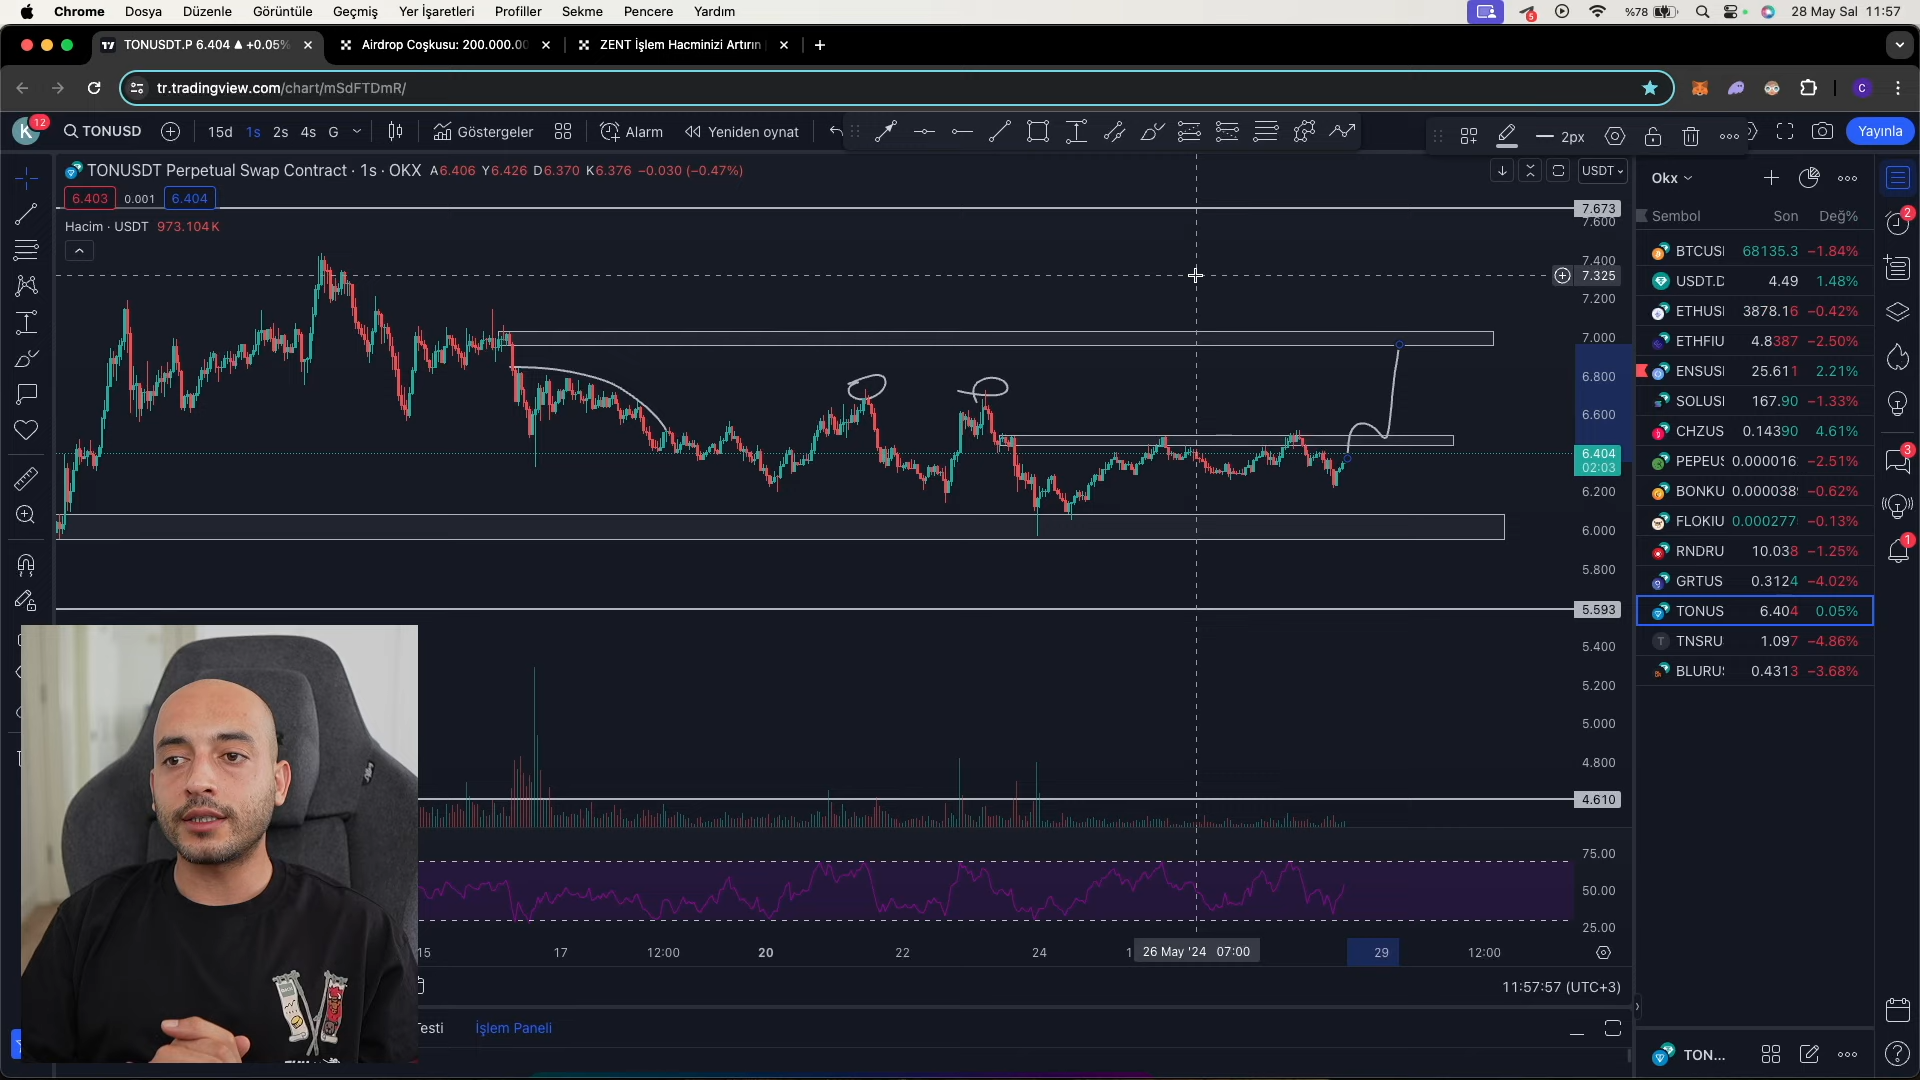 Chrome Dosya Düzenle Görüntüle Geçmiş Yer İşaretleri Profiller Sekme Pencere Yardım 5 %78 28 May Sal 11:57
TONUSDT.P 6.404 ▲ +0.05% Airdrop Coşkusu: 200.000.00 ZENT İşlem Hacminizi Artırın
tr.tradingview.com/chart/mSdFTDmR/ C
K 12 TONUSD 15d 1s 2s 4s G Göstergeler Alarm Yeniden oynat 2px Yayınla
TONUSDT Perpetual Swap Contract · 1s · OKX A6.406 Y6.426 D6.370 K6.376 −0.030 (−0.47%) USDT
6.403 0.001 6.404
Hacim · USDT 973.104K
7.673
7.600
7.400
7.325
7.200
7.000
6.800
6.600
6.404
02:03
6.200
6.000
5.800
5.593
5.400
5.200
5.000
4.800
4.610
75.00
50.00
25.00
15 17 12:00 20 22 24 1 26 May '24 07:00 29 12:00
11:57:57 (UTC+3)
Testi İşlem Paneli
Okx
Sembol Son Değ%
BTCUSI 68135.3 −1.84%
USDT.D 4.49 1.48%
ETHUSI 3878.16 −0.42%
ETHFIU 4.8387 −2.50%
ENSUSI 25.611 2.21%
SOLUSI 167.90 −1.33%
CHZUS 0.14390 4.61%
PEPEUS 0.000016 −2.51%
BONKU 0.000038 −0.62%
FLOKIU 0.000277 −0.13%
RNDRU 10.038 −1.25%
GRTUS 0.3124 −4.02%
TONUS 6.404 0.05%
TNSRU 1.097 −4.86%
BLURU 0.4313 −3.68%
TON...
2
3
1